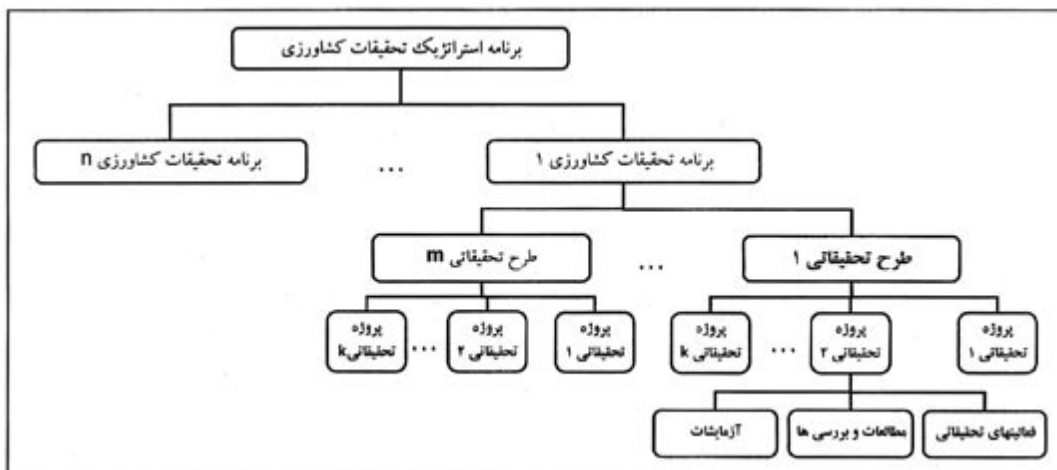 برنامه استراتژیک تحقیقات کشاورزی
برنامه تحقیقات کشاورزی ۱
...
برنامه تحقیقات کشاورزی n
طرح تحقیقاتی ۱
...
طرح تحقیقاتی m
پروژه
تحقیقاتی ۱
پروژه
تحقیقاتی ۲
...
پروژه
تحقیقاتی k
پروژه
تحقیقاتی ۱
پروژه
تحقیقاتی ۲
...
پروژه
تحقیقاتی k
فعالیتهای تحقیقاتی
مطالعات و بررسی ها
آزمایشات